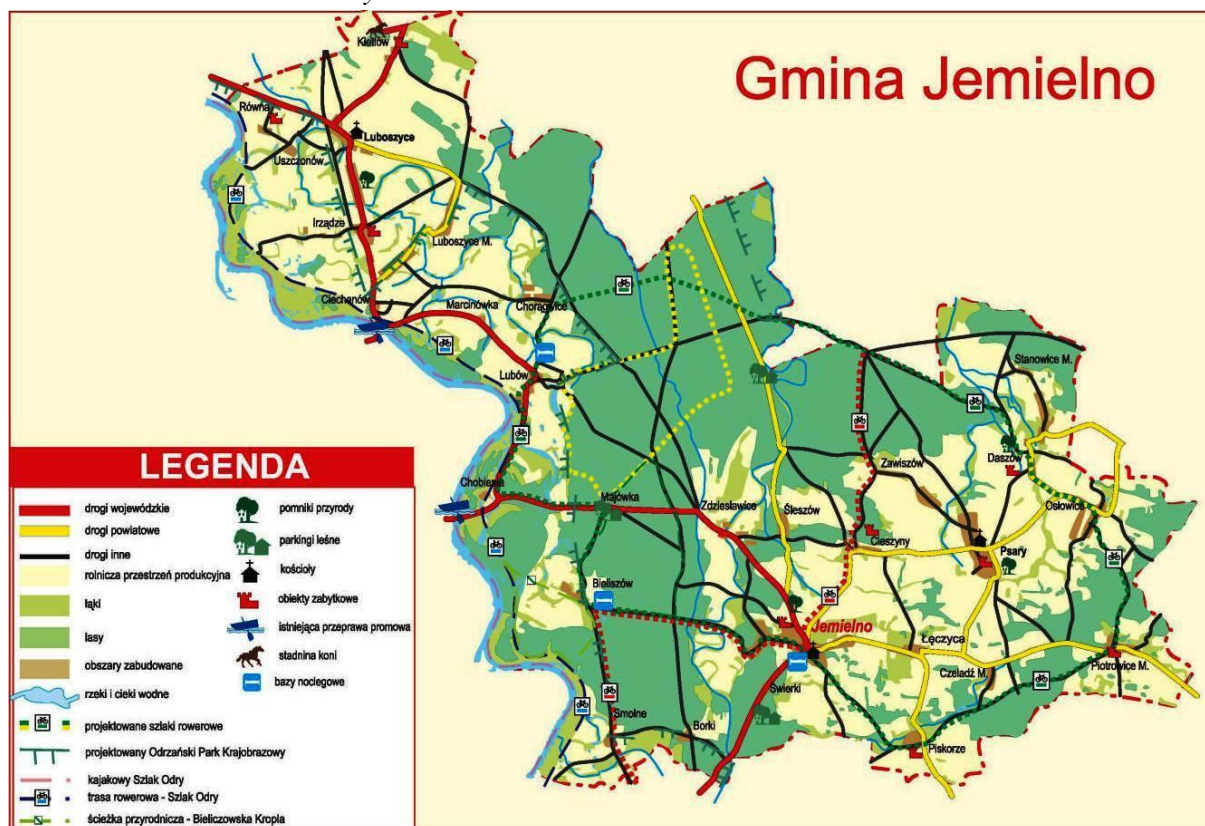 Gmina Jemielno
Kietlów
Równa
Luboszyce
Uszczonów
Irządze
Luboszyce M.
Ciechanów
Marcinówka
Chorągwice
Lubów
Stanowice M.
Daszów
Zawiszów
Osłowice
Chobienia
Majówka
Zdziesławice
Śleszów
Cieszyny
Psary
Bieliszów
Jemielno
Łęczyca
Czeladź M.
Piotrowice M.
Świerki
Smolne
Borki
Piskorze
LEGENDA
drogi wojewódzkie
drogi powiatowe
drogi inne
rolnicza przestrzeń produkcyjna
łąki
lasy
obszary zabudowane
rzeki i cieki wodne
projektowane szlaki rowerowe
projektowany Odrzański Park Krajobrazowy
kajakowy Szlak Odry
trasa rowerowa - Szlak Odry
ścieżka przyrodnicza - Bieliczowska Kropla
pomniki przyrody
parkingi leśne
kościoły
obiekty zabytkowe
istniejąca przeprawa promowa
stadnina koni
bazy noclegowe